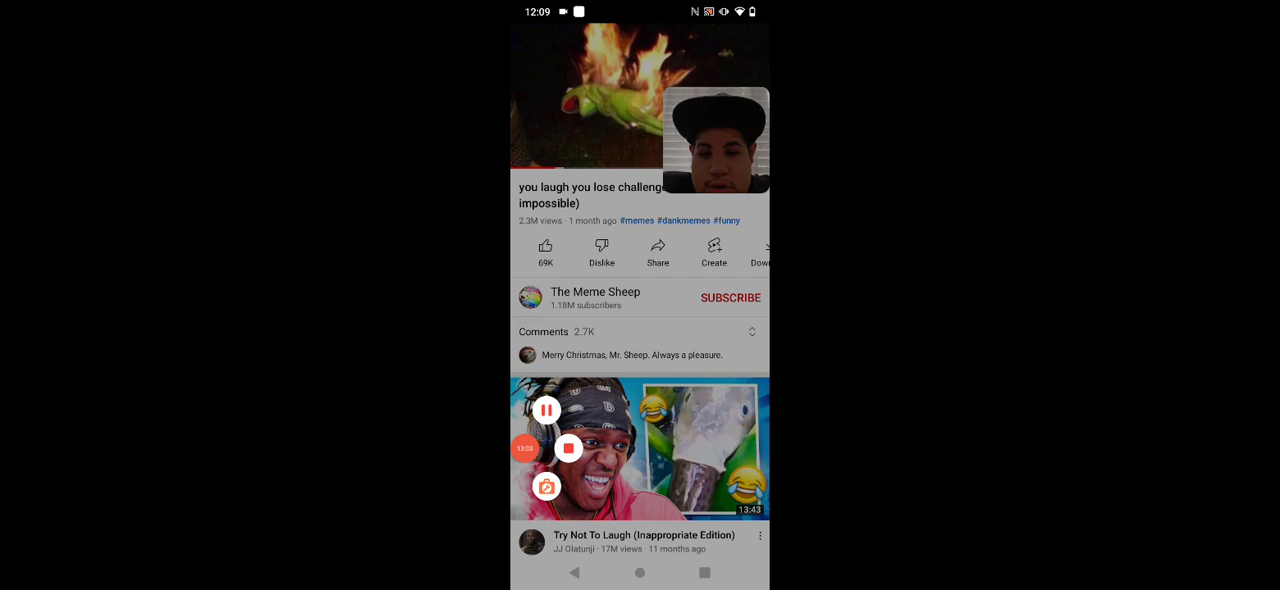 12:09
you laugh you lose challenge
impossible)
2.3M views · 1 month ago #memes #dankmemes #funny
69K
Dislike
Share
Create
The Meme Sheep
1.18M subscribers
SUBSCRIBE
Comments 2.7K
Merry Christmas, Mr. Sheep. Always a pleasure.
13:03
13:43
Try Not To Laugh (Inappropriate Edition)
JJ Olatunji · 17M views · 11 months ago